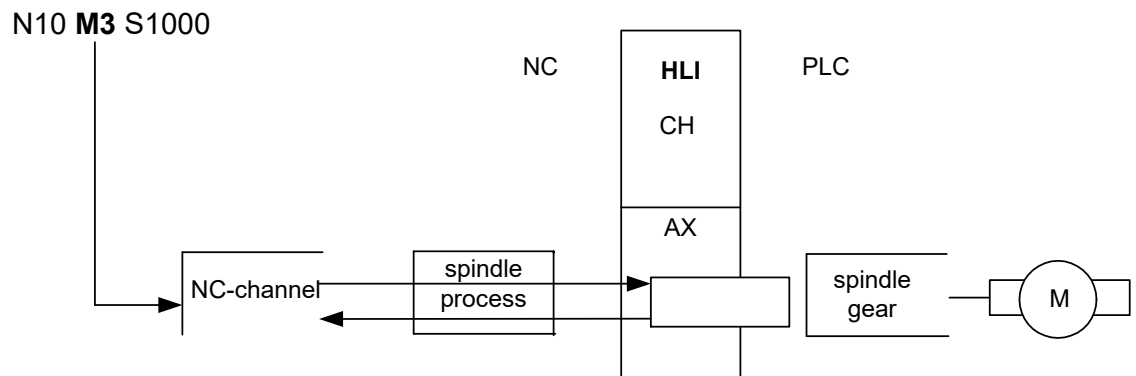 N10 M3 S1000
NC
HLI
PLC
CH
AX
NC-channel
spindle
process
spindle
gear
M